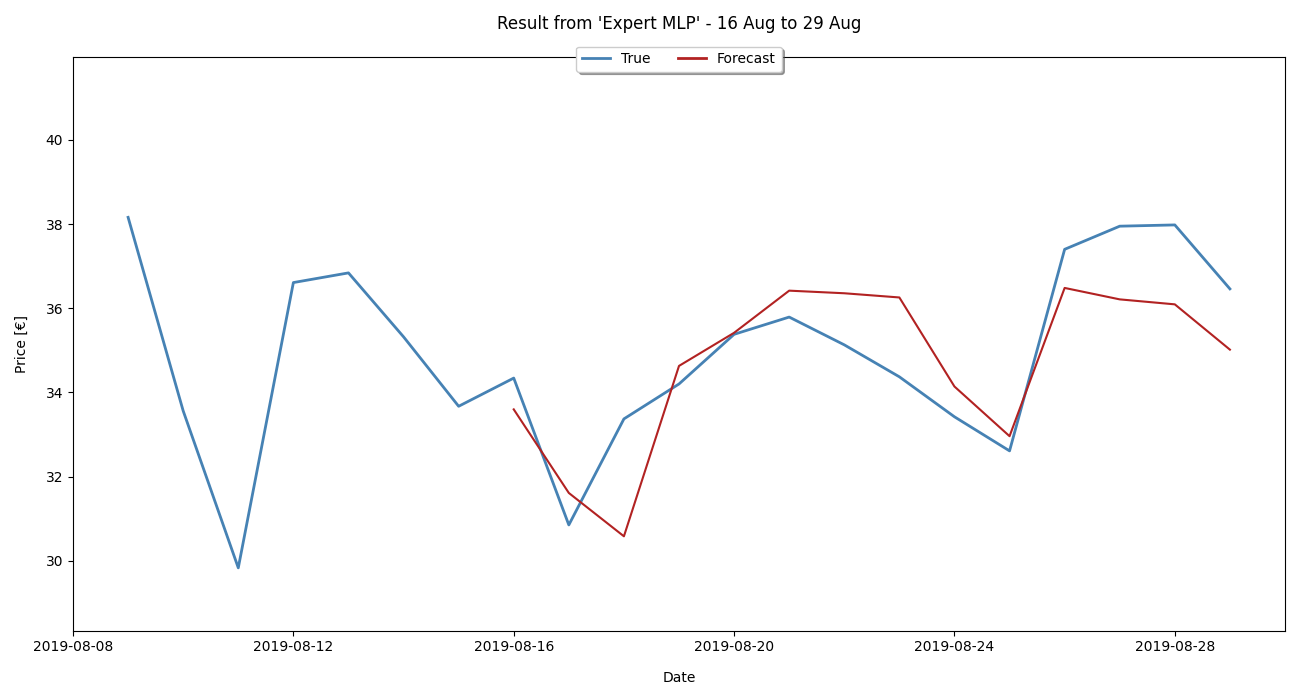 Result from 'Expert MLP' - 16 Aug to 29 Aug
True Forecast
40
38
36
34
32
30
Price [€]
2019-08-08 2019-08-12 2019-08-16 2019-08-20 2019-08-24 2019-08-28
Date